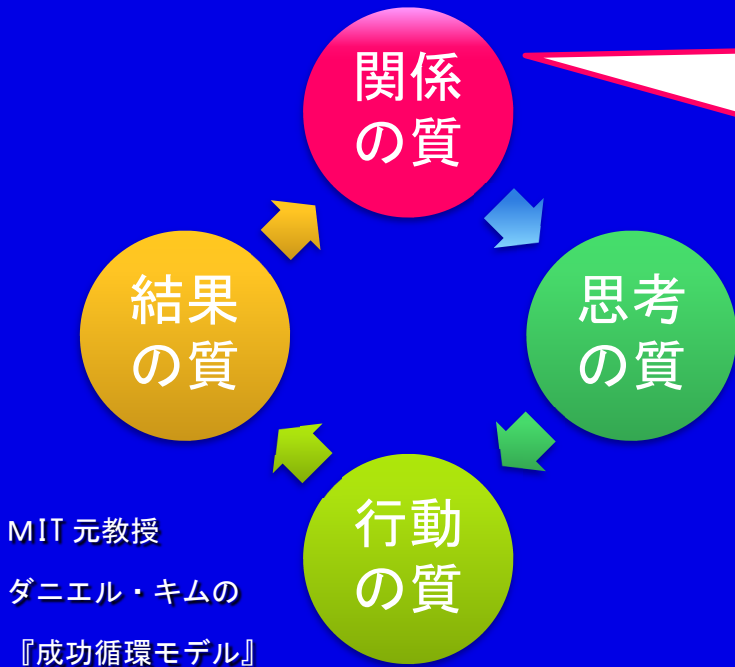 関係
の質
思考
の質
行動
の質
結果
の質
MIT 元教授
ダニエル・キムの
『成功循環モデル』